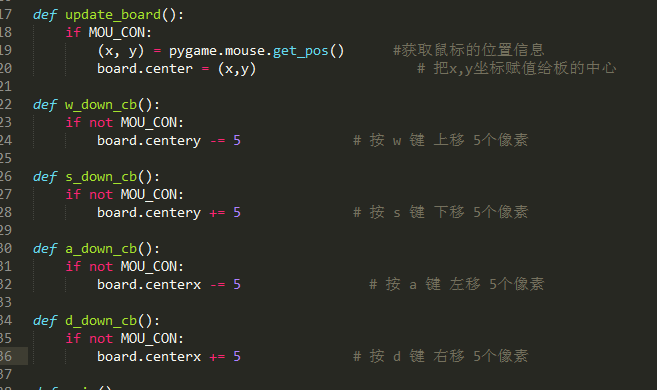 17 def update_board():
18 if MOU_CON:
19 (x, y) = pygame.mouse.get_pos() #获取鼠标的位置信息
20 board.center = (x,y) # 把x,y坐标赋值给板的中心
21
22 def w_down_cb():
23 if not MOU_CON:
24 board.centery -= 5 # 按 w 键 上移 5个像素
25
26 def s_down_cb():
27 if not MOU_CON:
28 board.centery += 5 # 按 s 键 下移 5个像素
29
30 def a_down_cb():
31 if not MOU_CON:
32 board.centerx -= 5 # 按 a 键 左移 5个像素
33
34 def d_down_cb():
35 if not MOU_CON:
36 board.centerx += 5 # 按 d 键 右移 5个像素
37